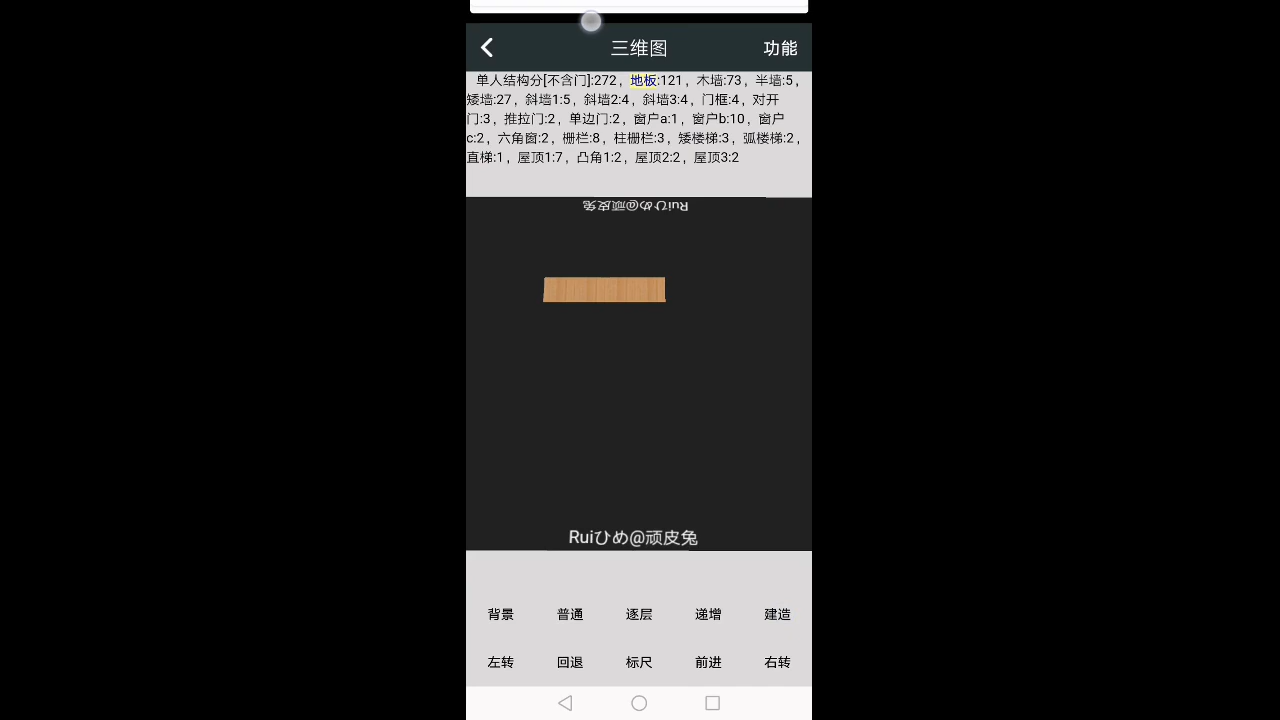 三维图
功能
单人结构分[不含门]:272，地板:121，木墙:73，半墙:5，
矮墙:27，斜墙1:5，斜墙2:4，斜墙3:4，门框:4，对开
门:3，推拉门:2，单边门:2，窗户a:1，窗户b:10，窗户
c:2，六角窗:2，栅栏:8，柱栅栏:3，矮楼梯:3，弧楼梯:2，
直梯:1，屋顶1:7，凸角1:2，屋顶2:2，屋顶3:2
Ruiひめ@顽皮兔
Ruiひめ@顽皮兔
背景 普通 逐层 递增 建造
左转 回退 标尺 前进 右转